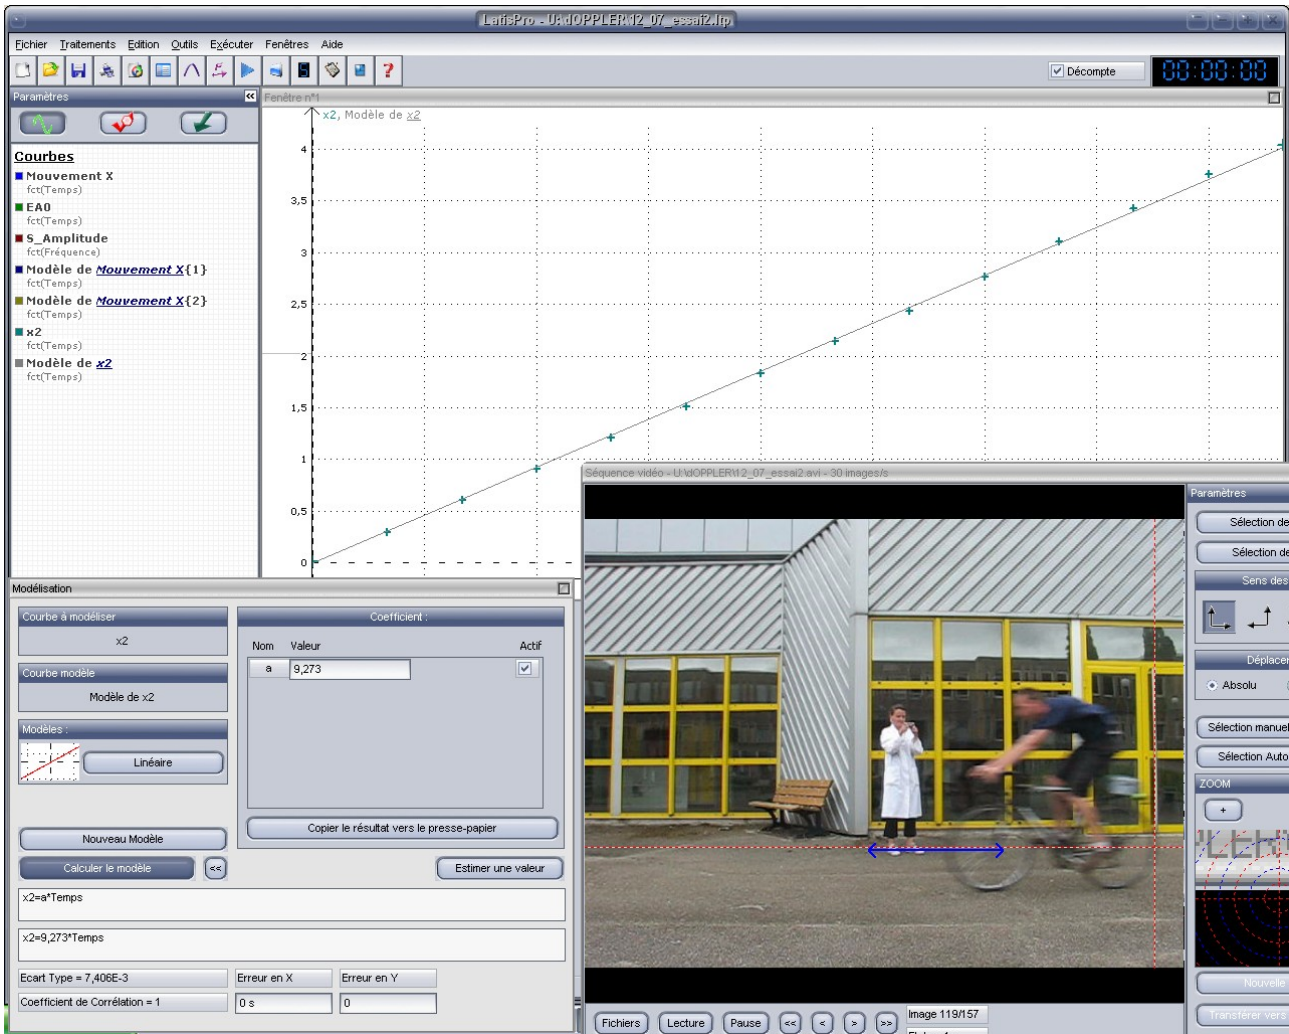 LatisPro - U:\dOPPLER\12_07_essai2.ltp
Fichier Traitements Edition Outils Exécuter Fenêtres Aide
Décompte
00:00:00
Paramètres
Fenêtre n°1
x2, Modèle de x2
Courbes
Mouvement X
fct(Temps)
EA0
fct(Temps)
S_Amplitude
fct(Fréquence)
Modèle de Mouvement X{1}
fct(Temps)
Modèle de Mouvement X{2}
fct(Temps)
x2
fct(Temps)
Modèle de x2
fct(Temps)
4
3,5
3
2,5
2
1,5
1
0,5
0
Modélisation
Courbe à modéliser
x2
Courbe modèle
Modèle de x2
Modèles :
Linéaire
Nouveau Modèle
Calculer le modèle <<
Coefficient :
Nom Valeur Actif
a 9,273
Copier le résultat vers le presse-papier
Estimer une valeur
x2=a*Temps
x2=9,273*Temps
Ecart Type = 7,406E-3
Erreur en X Erreur en Y
Coefficient de Corrélation = 1
0 s 0
Séquence vidéo - U:\dOPPLER\12_07_essai2.avi - 30 images/s
Paramètres
Sélection de
Sélection de
Sens des
Déplacer
Absolu
Sélection manuel
Sélection Auto
ZOOM
+
Nouvelle
Transférer vers
Fichiers Lecture Pause << < > >>
Image 119/157